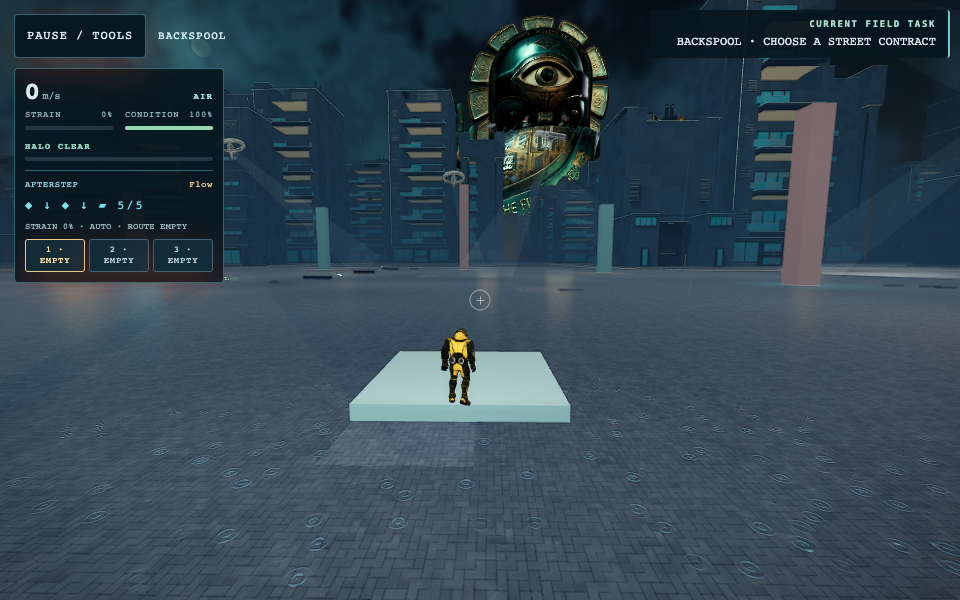 PAUSE / TOOLS
BACKSPOOL
CURRENT FIELD TASK
BACKSPOOL · CHOOSE A STREET CONTRACT
0 m/s
AIR
STRAIN 0%
CONDITION 100%
HALO CLEAR
AFTERSTEP
Flow
5/5
STRAIN 0% · AUTO · ROUTE EMPTY
1 · EMPTY
2 · EMPTY
3 · EMPTY